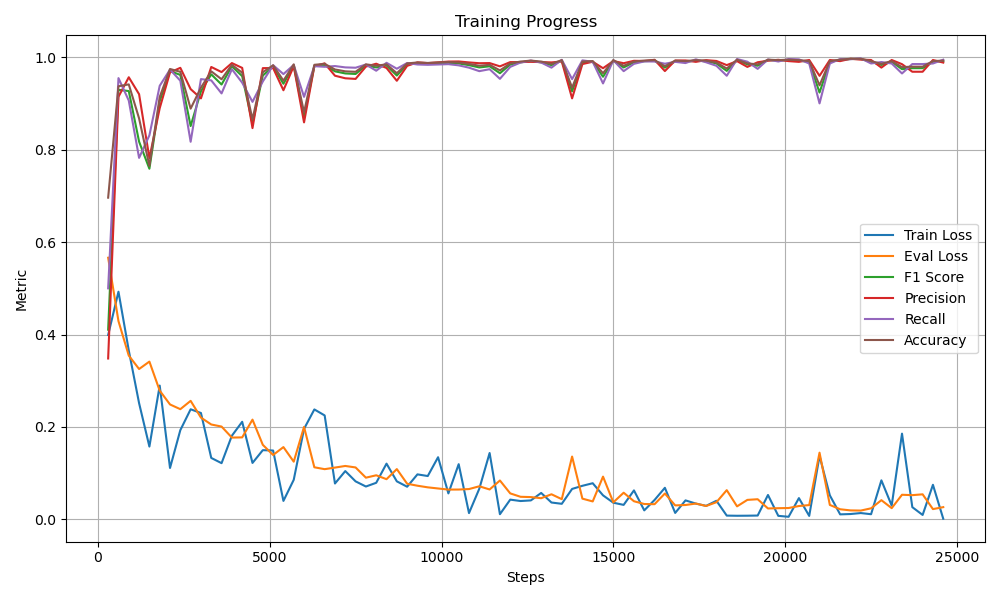 Training Progress
1.0
0.8
0.6
0.4
0.2
0.0
Metric
Train Loss
Eval Loss
F1 Score
Precision
Recall
Accuracy
0
5000
10000
15000
20000
25000
Steps